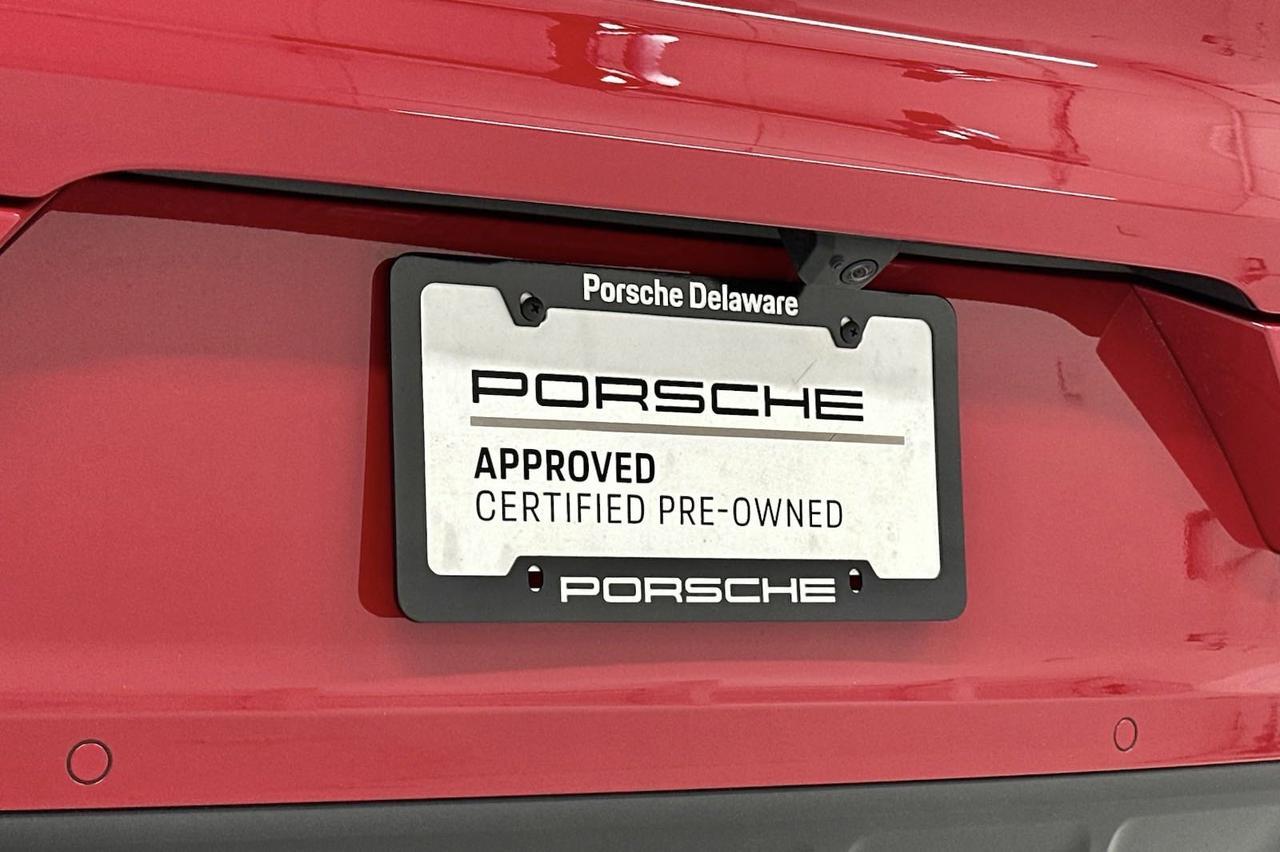 Porsche Delaware
PORSCHE
APPROVED
CERTIFIED PRE-OWNED
PORSCHE